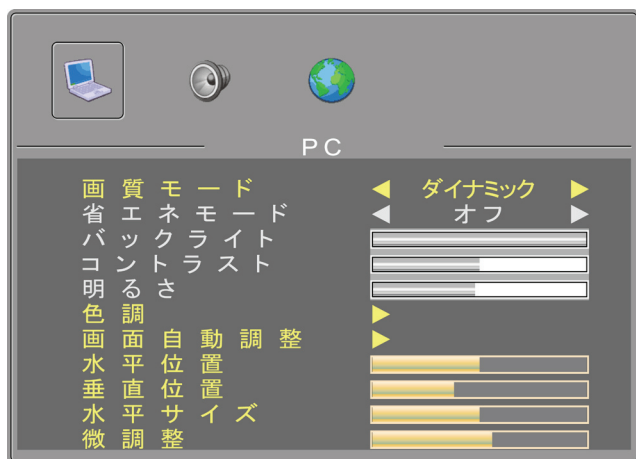 PC
画質モード ダイナミック
省エネモード オフ
バックライト
コントラスト
明るさ
色調
画面自動調整
水平位置
垂直位置
水平サイズ
微調整